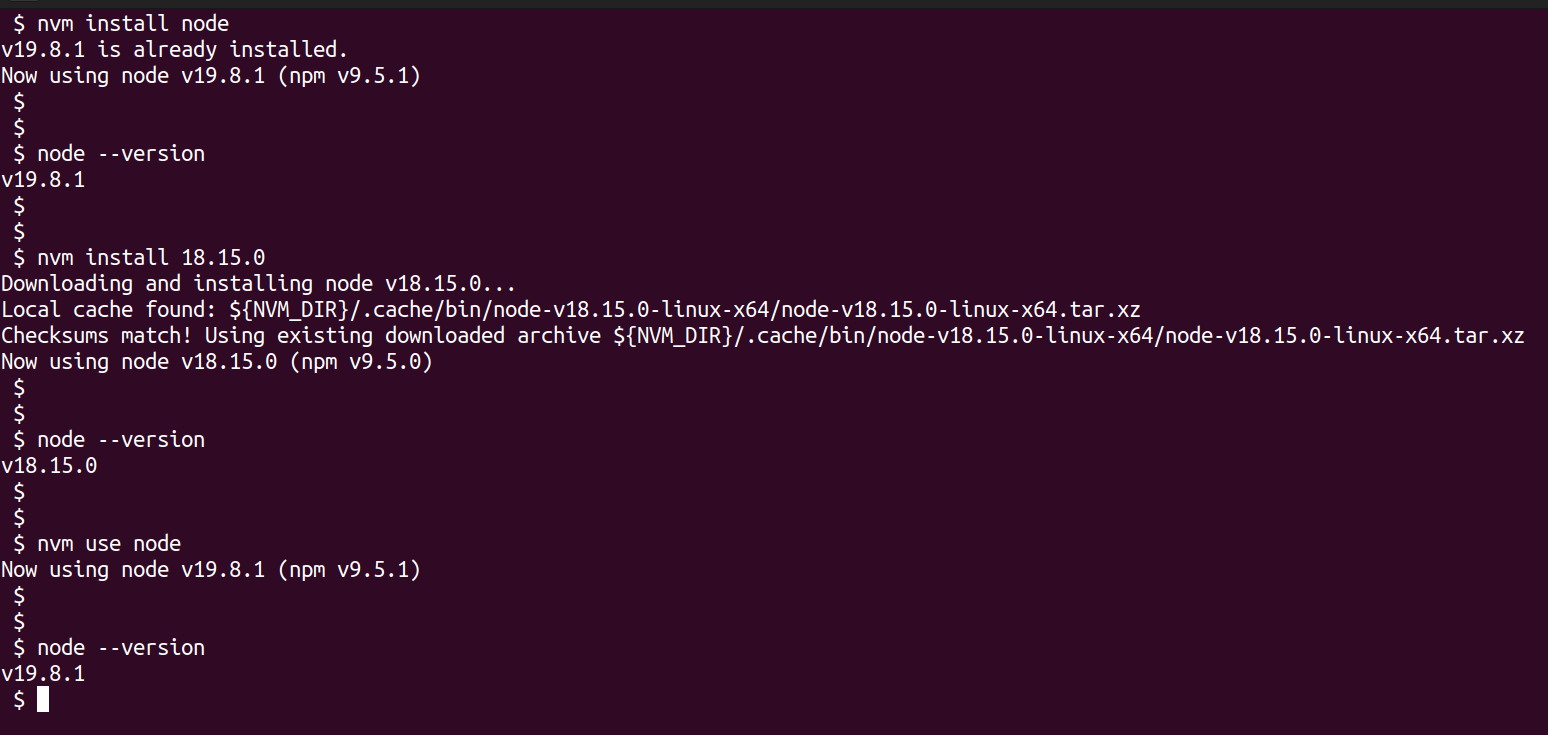 $ nvm install node
v19.8.1 is already installed.
Now using node v19.8.1 (npm v9.5.1)
$
$
$ node --version
v19.8.1
$
$
$ nvm install 18.15.0
Downloading and installing node v18.15.0...
Local cache found: ${NVM_DIR}/.cache/bin/node-v18.15.0-linux-x64/node-v18.15.0-linux-x64.tar.xz
Checksums match! Using existing downloaded archive ${NVM_DIR}/.cache/bin/node-v18.15.0-linux-x64/node-v18.15.0-linux-x64.tar.xz
Now using node v18.15.0 (npm v9.5.0)
$
$
$ node --version
v18.15.0
$
$
$ nvm use node
Now using node v19.8.1 (npm v9.5.1)
$
$
$ node --version
v19.8.1
$